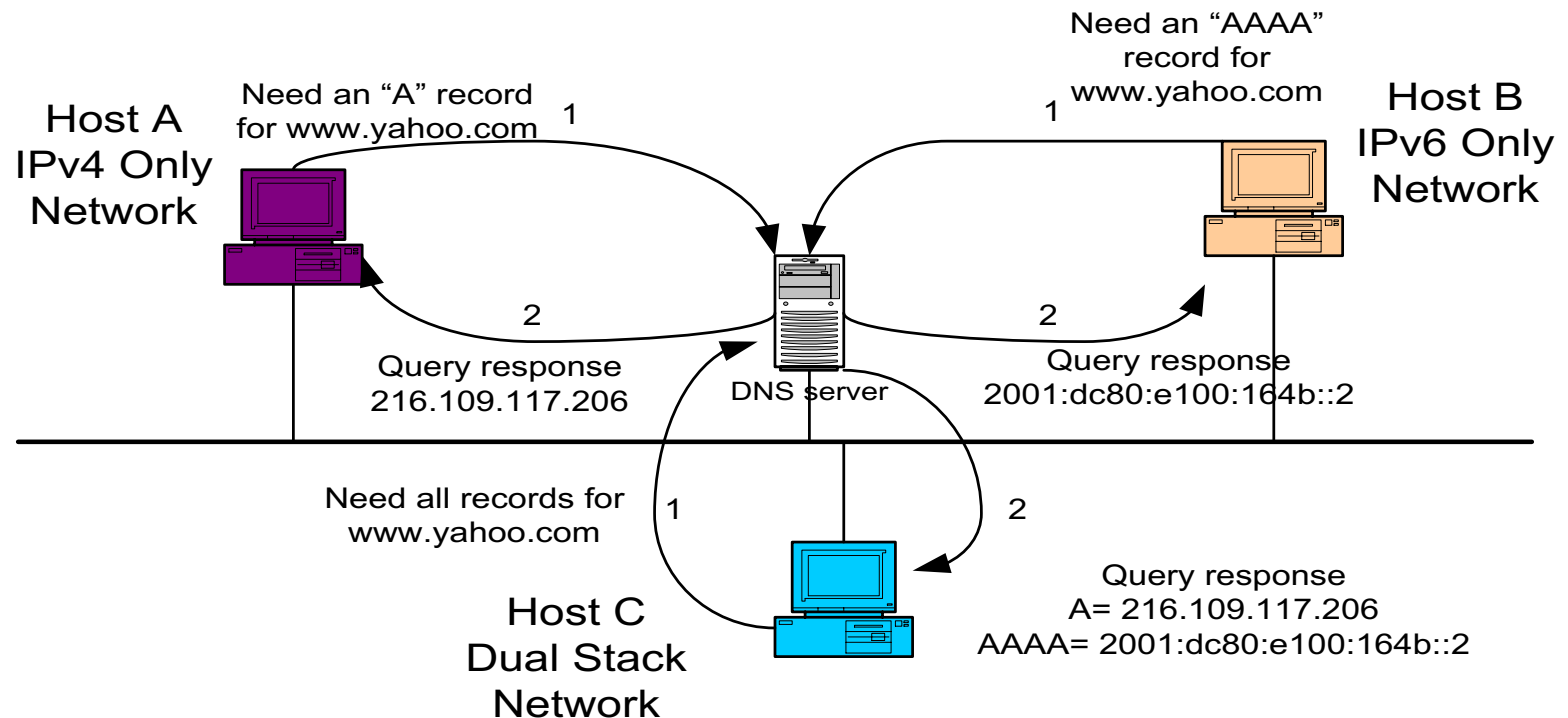 Need an “AAAA”
record for
www.yahoo.com
Host A
IPv4 Only
Network
Need an “A” record
for www.yahoo.com
1
1
Host B
IPv6 Only
Network
2
Query response
216.109.117.206
DNS server
2
Query response
2001:dc80:e100:164b::2
Need all records for
www.yahoo.com
1
2
Host C
Dual Stack
Network
Query response
A= 216.109.117.206
AAAA= 2001:dc80:e100:164b::2